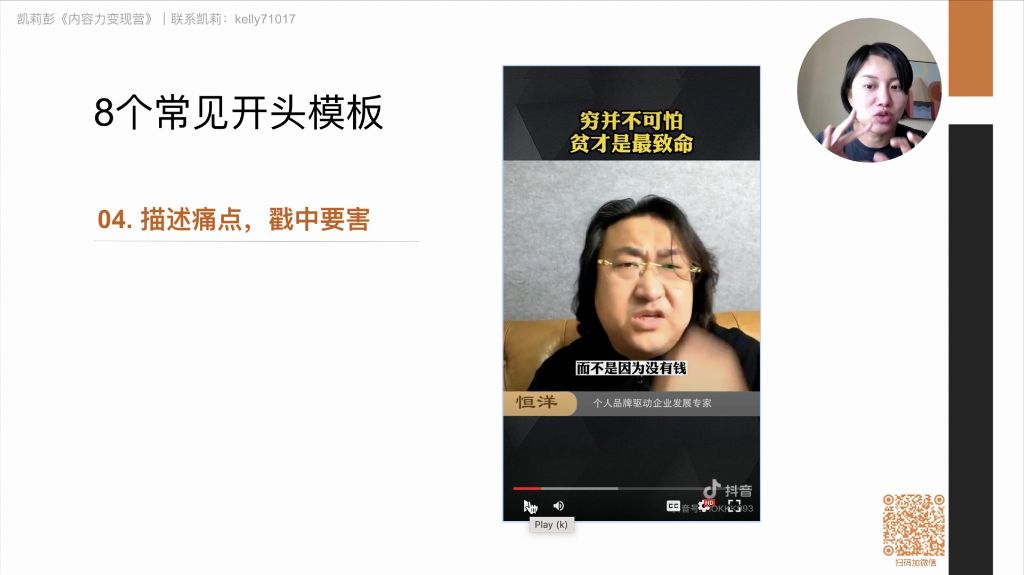 凯莉彭《内容力变现营》｜联系凯莉：kelly71017
8个常见开头模板
04. 描述痛点，戳中要害
穷并不可怕
贫才是最致命
而不是因为没有钱
恒洋
个人品牌驱动企业发展专家
抖音
CC
HD
Play (k)
扫码加微信